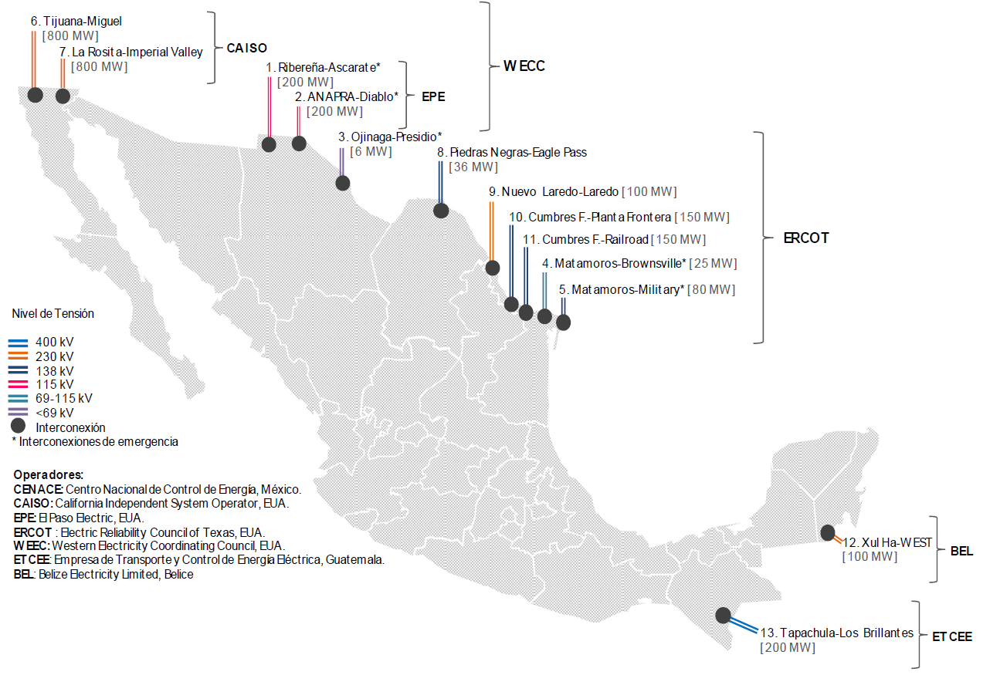 6. Tijuana-Miguel
[800 MW]
7. La Rosita-Imperial Valley
[800 MW]
CAISO
1. Ribereña-Ascarate*
[200 MW]
2. ANAPRA-Diablo*
[200 MW]
EPE
WECC
3. Ojinaga-Presidio*
[6 MW]
8. Piedras Negras-Eagle Pass
[36 MW]
9. Nuevo Laredo-Laredo [100 MW]
10. Cumbres F.-Planta Frontera [150 MW]
11. Cumbres F.-Railroad [150 MW]
4. Matamoros-Brownsville* [25 MW]
5. Matamoros-Military* [80 MW]
ERCOT
Nivel de Tensión
400 kV
230 kV
138 kV
115 kV
69-115 kV
<69 kV
Interconexión
* Interconexiones de emergencia
Operadores:
CENACE: Centro Nacional de Control de Energía, México.
CAISO: California Independent System Operator, EUA.
EPE: El Paso Electric, EUA.
ERCOT : Electric Reliability Council of Texas, EUA.
WEEC: Western Electricity Coordinating Council, EUA.
ETCEE: Empresa de Transporte y Control de Energía Eléctrica, Guatemala.
BEL: Belize Electricity Limited, Belice
12. Xul Ha-WEST
[100 MW]
BEL
13. Tapachula-Los Brillantes
[200 MW]
ETCEE